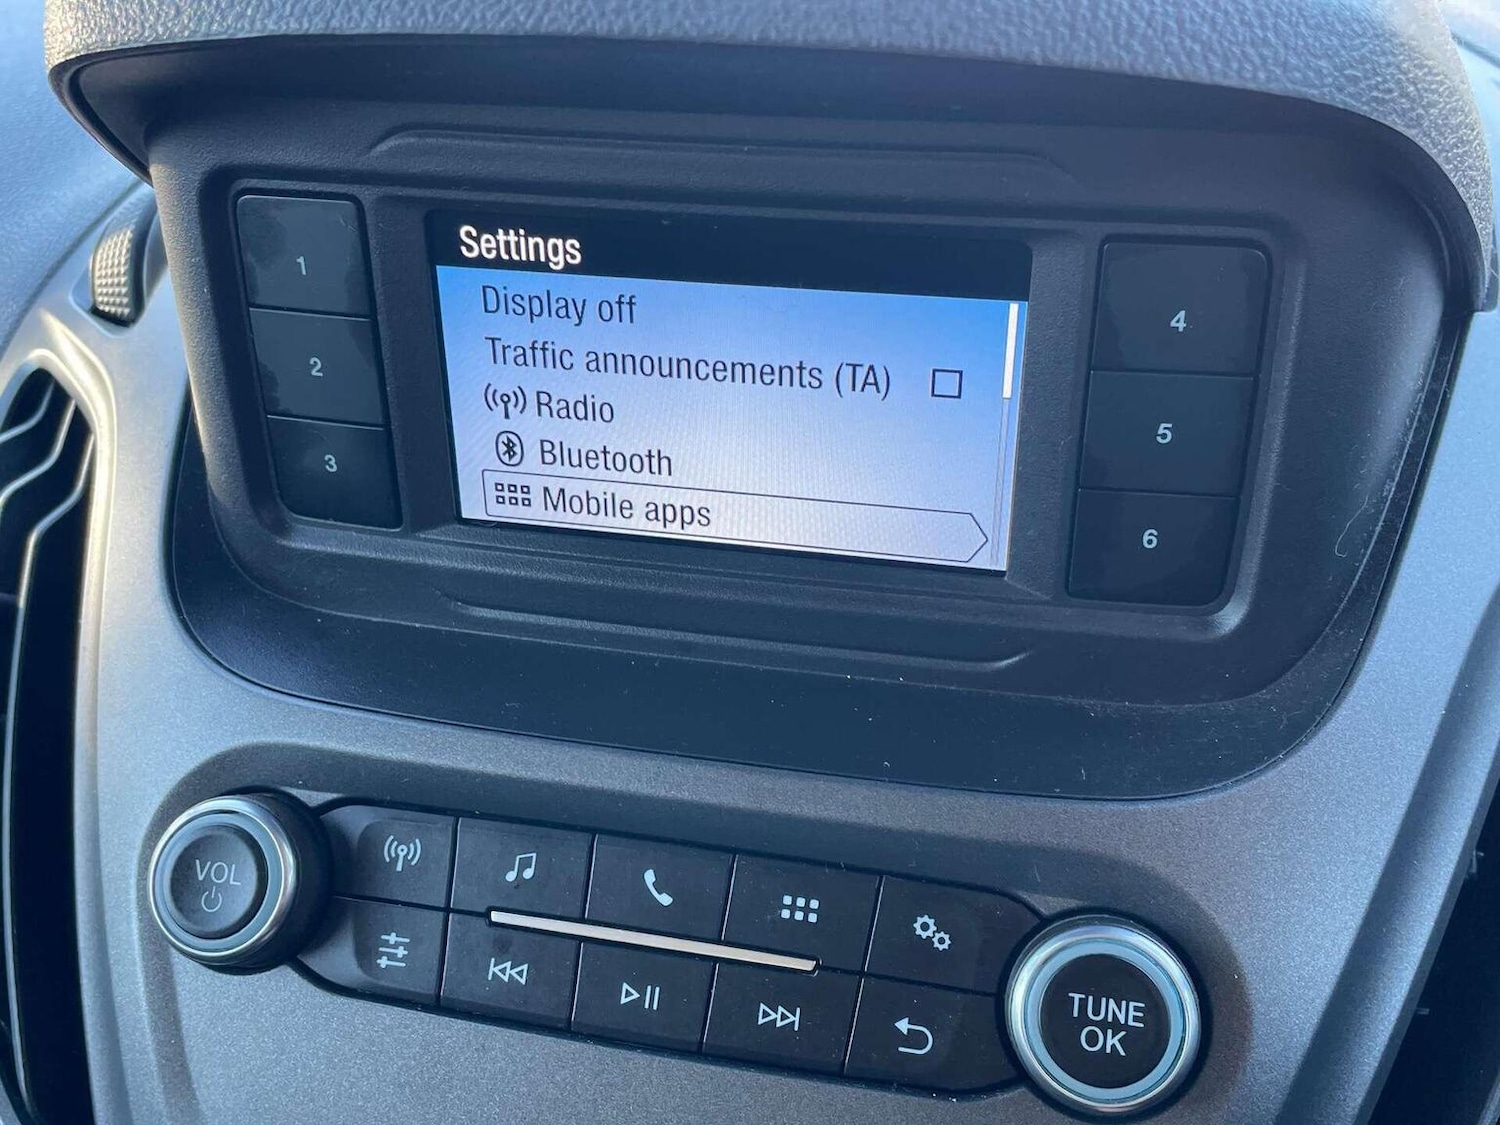 Settings
Display off
Traffic announcements (TA)
Radio
Bluetooth
Mobile apps
1
2
3
4
5
6
VOL
TUNE
OK